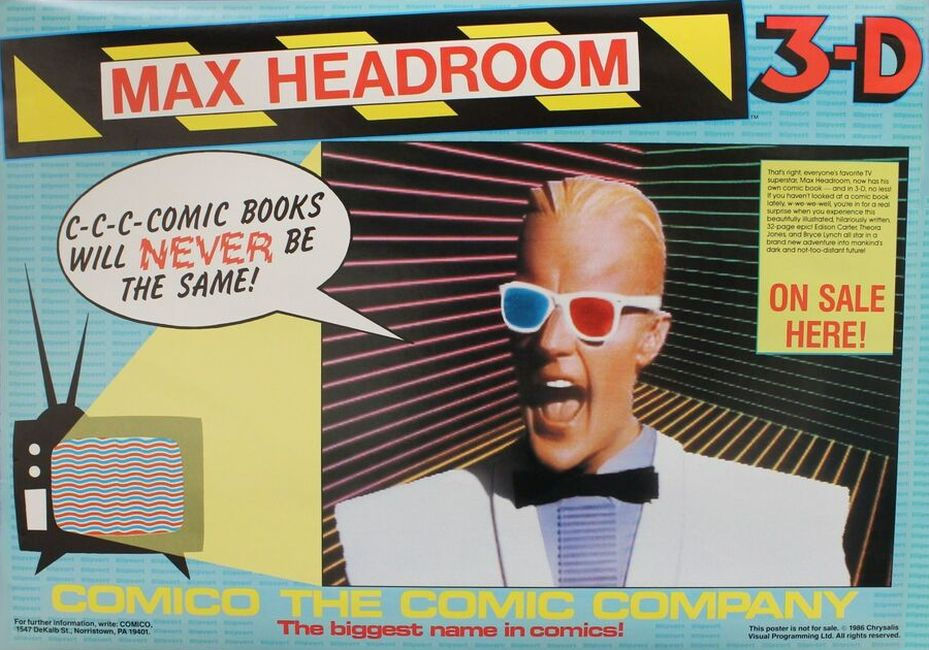 MAX HEADROOM
3-D
TM
C-C-C-COMIC BOOKS
WILL NEVER BE
THE SAME!
That's right, everyone's favorite TV
superstar, Max Headroom, now has his
own comic book — and in 3-D, no less!
If you haven't looked at a comic book
lately, w-we-we-well, you're in for a real
surprise when you experience this
beautifully illustrated, hilariously written,
32-page epic! Edison Carter, Theora
Jones, and Bryce Lynch all star in a
brand new adventure into mankind's
dark and not-too-distant future!
ON SALE
HERE!
COMICO THE COMIC COMPANY
The biggest name in comics!
For further information, write: COMICO,
1547 DeKalb St., Norristown, PA 19401.
This poster is not for sale. © 1986 Chrysalis
Visual Programming Ltd. All rights reserved.